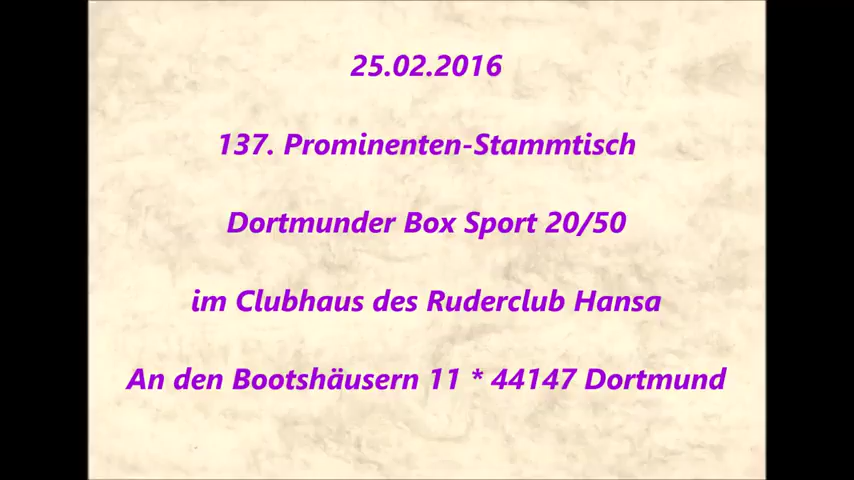 25.02.2016
137. Prominenten-Stammtisch
Dortmunder Box Sport 20/50
im Clubhaus des Ruderclub Hansa
An den Bootshäusern 11 * 44147 Dortmund